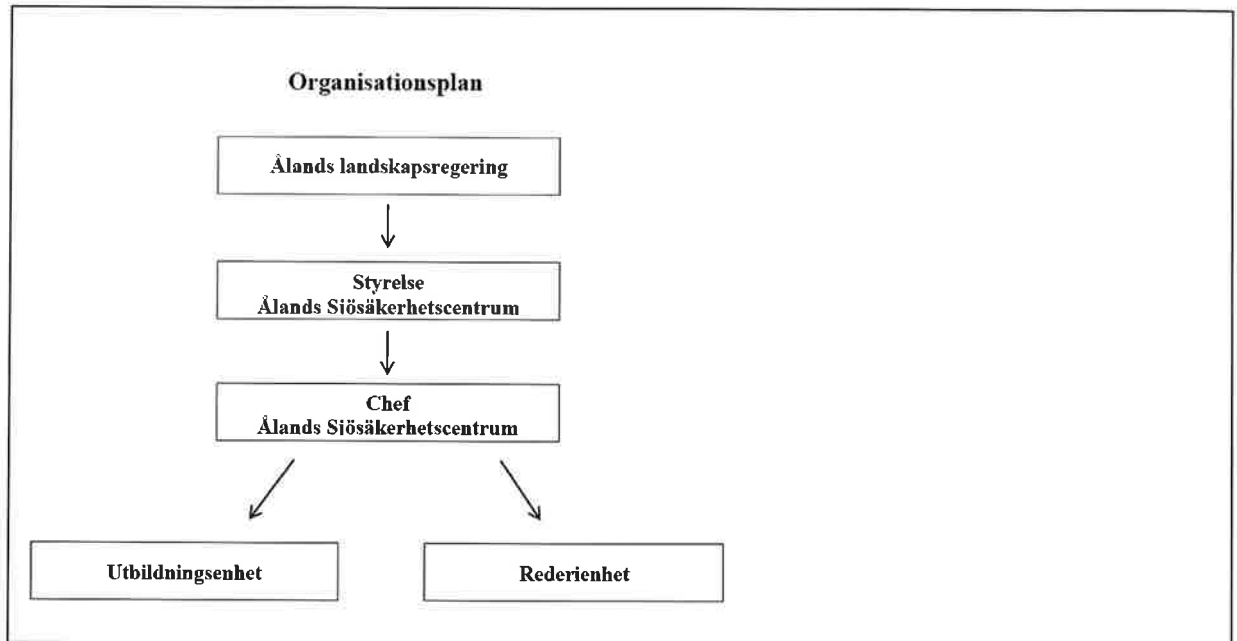 Organisationsplan
Ålands landskapsregering
Styrelse
Ålands Sjösäkerhetscentrum
Chef
Ålands Sjösäkerhetscentrum
Utbildningsenhet
Rederienhet